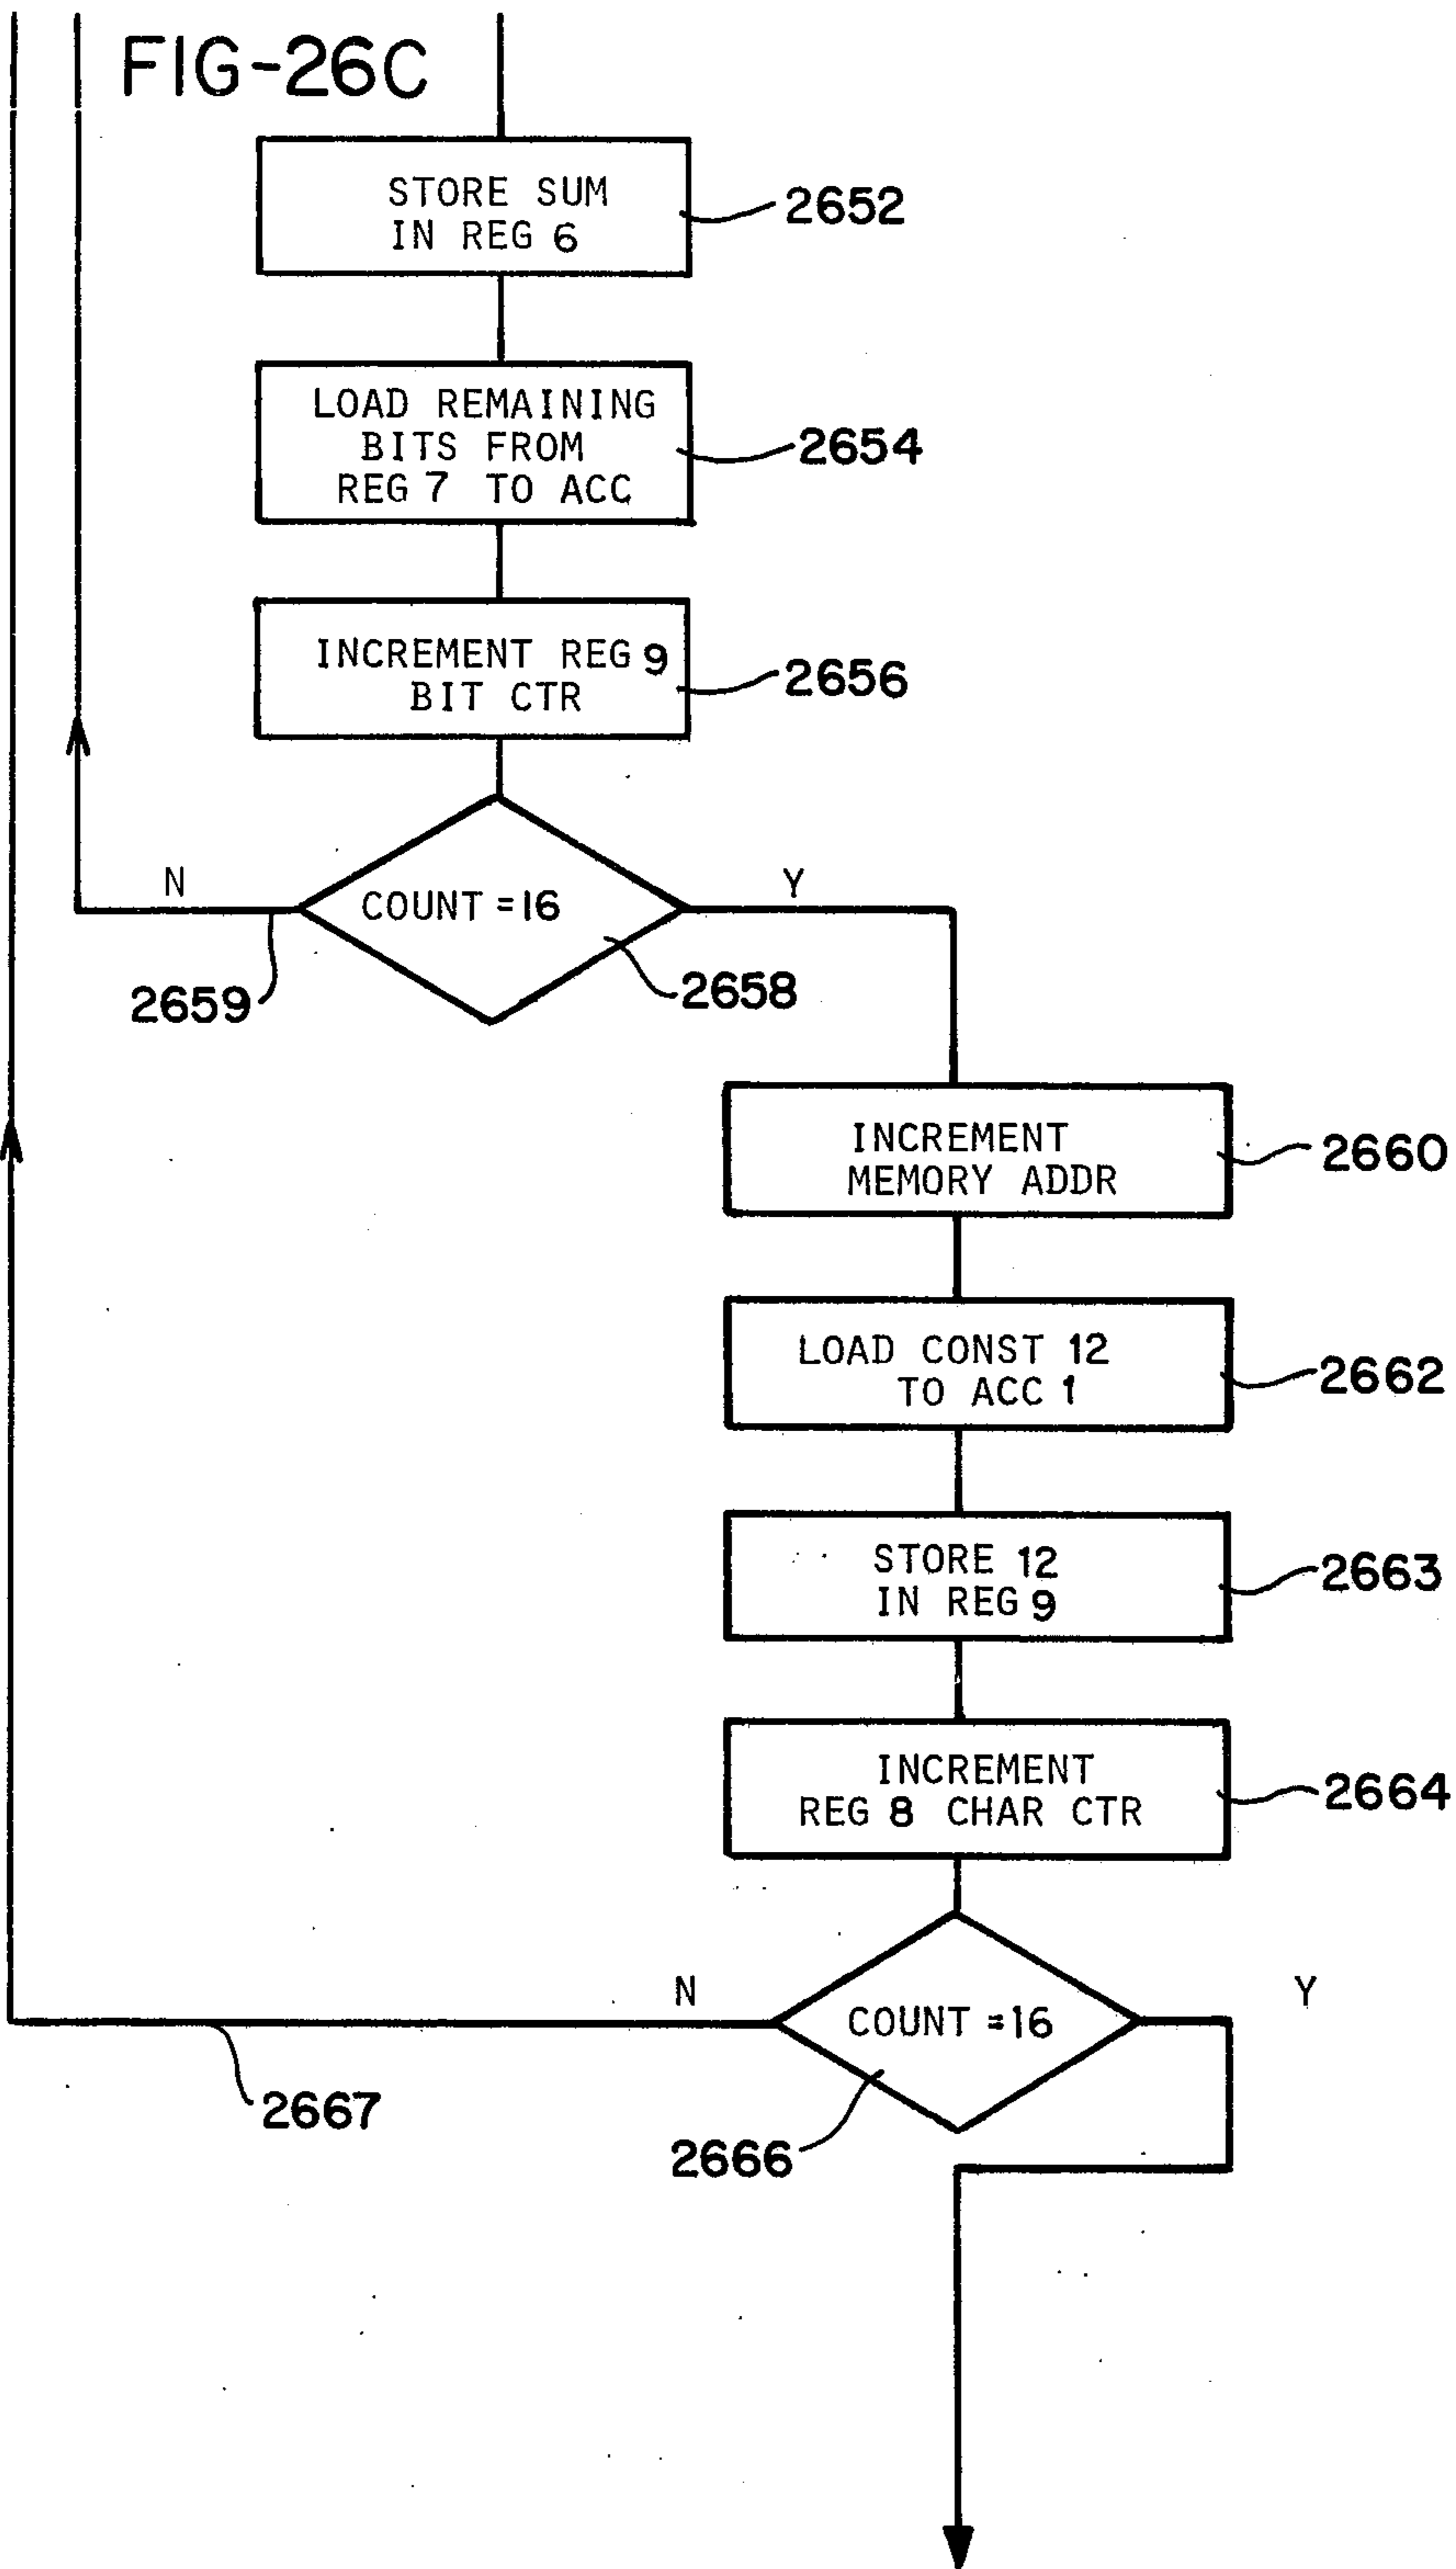 FIG-26C
STORE SUM
IN REG 6
2652
LOAD REMAINING
BITS FROM
REG 7 TO ACC
2654
INCREMENT REG 9
BIT CTR
2656
N
COUNT = 16
Y
2659
2658
INCREMENT
MEMORY ADDR
2660
LOAD CONST 12
TO ACC 1
2662
STORE 12
IN REG 9
2663
INCREMENT
REG 8 CHAR CTR
2664
N
COUNT = 16
Y
2667
2666